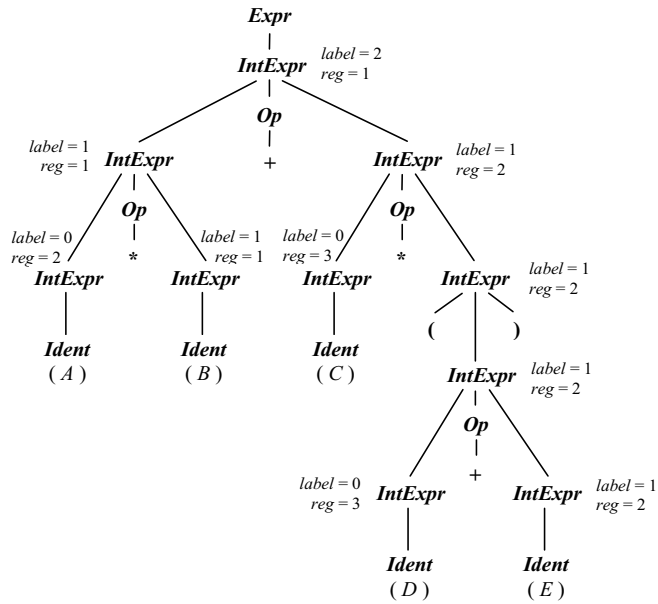 Expr
IntExpr label = 2
reg = 1
Op
+
label = 1
reg = 1 IntExpr
IntExpr label = 1
reg = 2
Op
*
Op
*
label = 0
reg = 2
IntExpr
label = 1
reg = 1
IntExpr
label = 0
reg = 3
IntExpr
IntExpr label = 1
reg = 2
( )
Ident
( A )
Ident
( B )
Ident
( C )
IntExpr label = 1
reg = 2
Op
+
label = 0
reg = 3 IntExpr
IntExpr label = 1
reg = 2
Ident
( D )
Ident
( E )